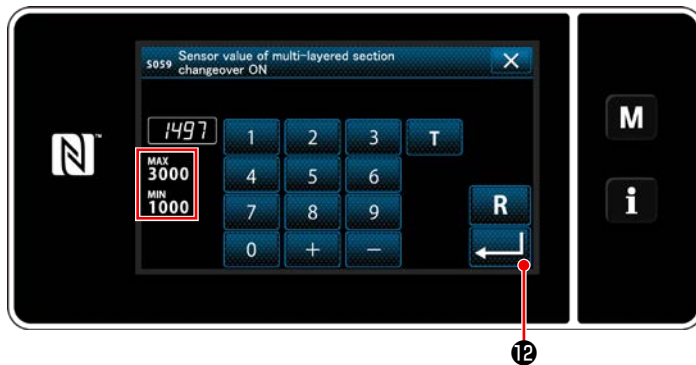 S059 Sensor value of multi-layered section
changeover ON
1497
MAX
3000
MIN
1000
1 2 3 T
4 5 6
7 8 9 R
0 + −
M
i
N
⓬